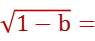 √(1 − b) =